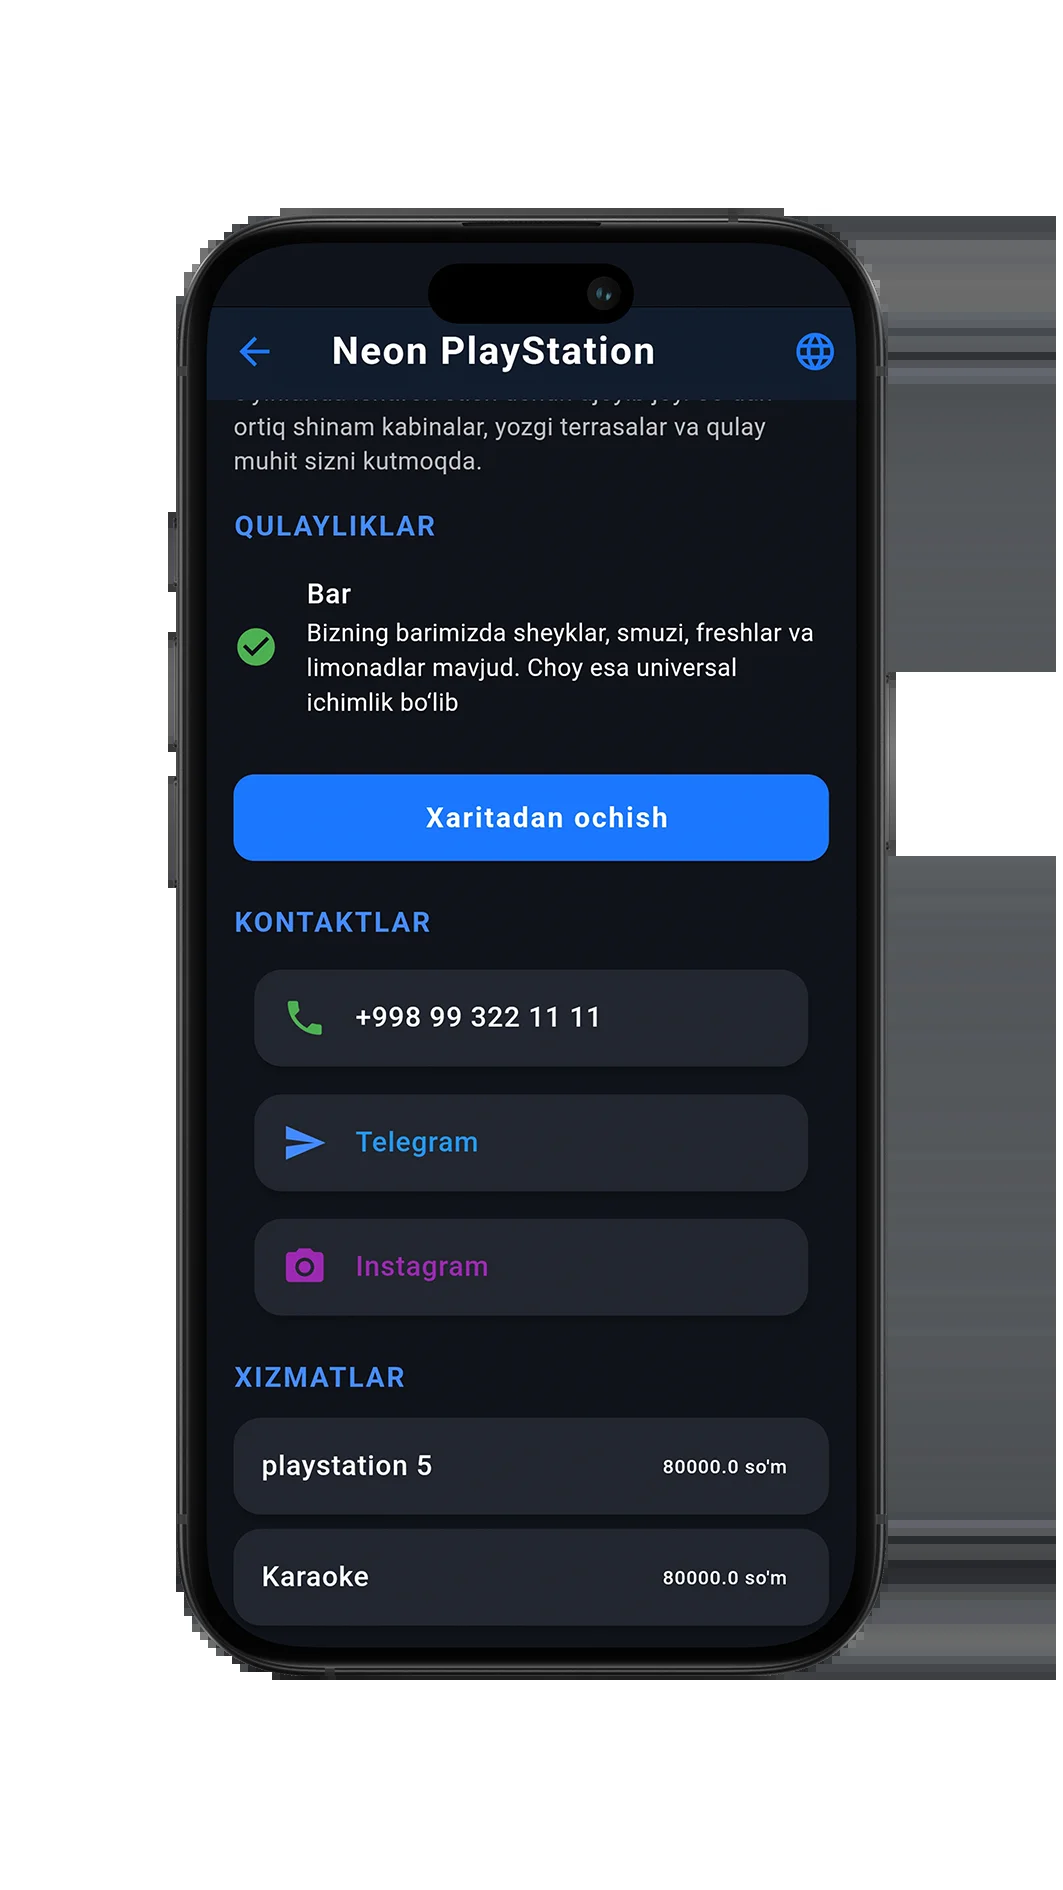 Neon PlayStation
ortiq shinam kabinalar, yozgi terrasalar va qulay
muhit sizni kutmoqda.
QULAYLIKLAR
Bar
Bizning barimizda sheyklar, smuzi, freshlar va
limonadlar mavjud. Choy esa universal
ichimlik bo‘lib
Xaritadan ochish
KONTAKTLAR
+998 99 322 11 11
Telegram
Instagram
XIZMATLAR
playstation 5 80000.0 so'm
Karaoke 80000.0 so'm